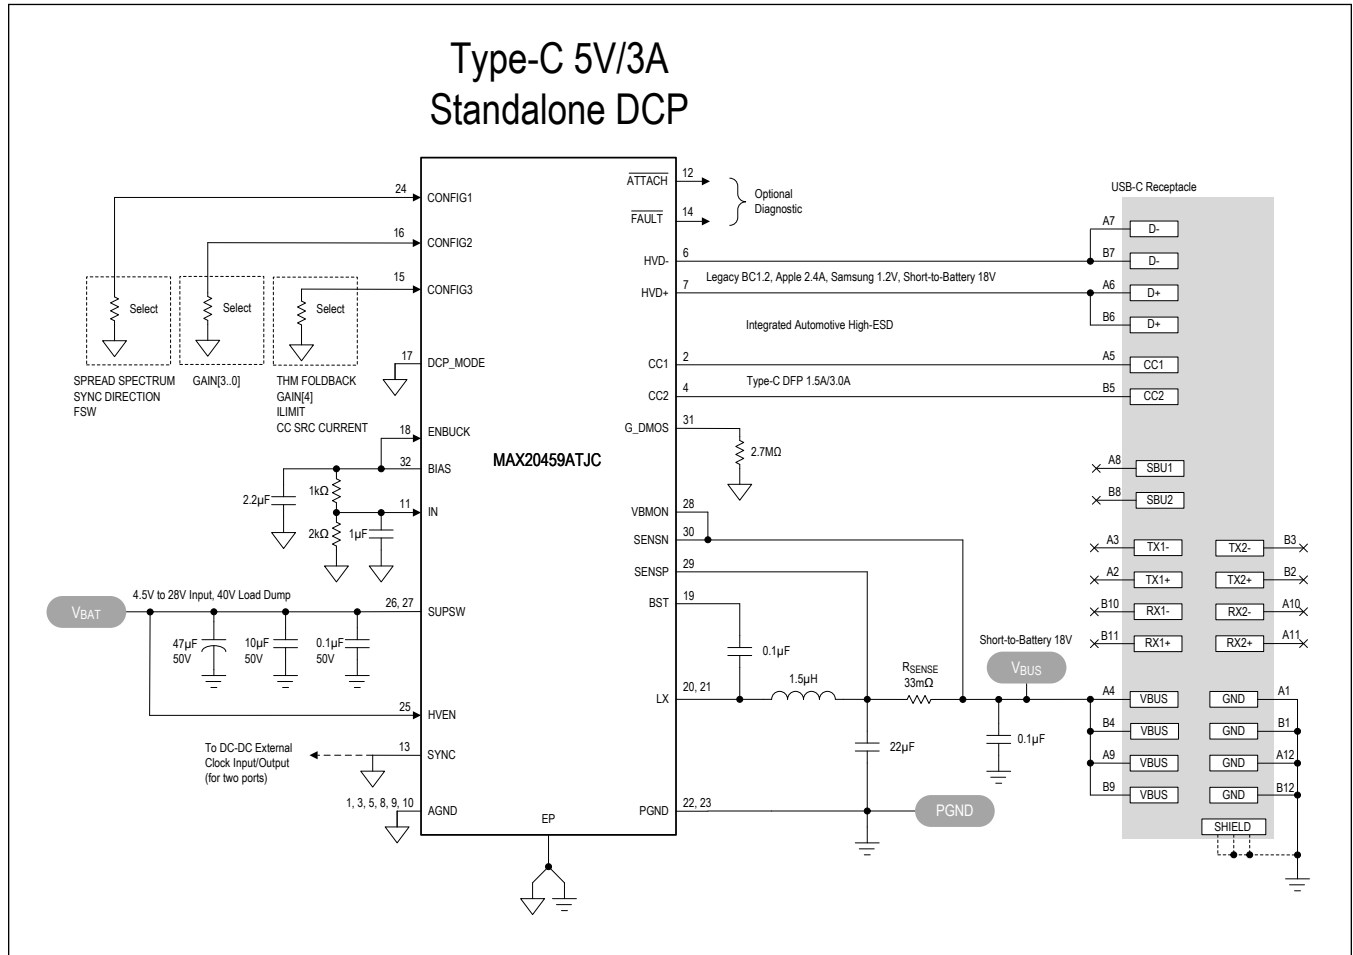 Type-C 5V/3A
Standalone DCP
24
CONFIG1
16
CONFIG2
15
CONFIG3
Select
Select
Select
SPREAD SPECTRUM
SYNC DIRECTION
FSW
GAIN[3..0]
THM FOLDBACK
GAIN[4]
ILIMIT
CC SRC CURRENT
17
DCP_MODE
18
ENBUCK
32
BIAS
2.2µF
1kΩ
11
IN
2kΩ
1µF
4.5V to 28V Input, 40V Load Dump
VBAT
26, 27
SUPSW
47µF
50V
10µF
50V
0.1µF
50V
25
HVEN
To DC-DC External
Clock Input/Output
(for two ports)
13
SYNC
1, 3, 5, 8, 9, 10
AGND
EP
MAX20459ATJC
ATTACH
12
FAULT
14
Optional
Diagnostic
HVD-
6
Legacy BC1.2, Apple 2.4A, Samsung 1.2V, Short-to-Battery 18V
HVD+
7
Integrated Automotive High-ESD
CC1
2
Type-C DFP 1.5A/3.0A
CC2
4
G_DMOS
31
2.7MΩ
VBMON
28
SENSN
30
SENSP
29
BST
19
0.1µF
LX
20, 21
1.5µH
RSENSE
33mΩ
22µF
Short-to-Battery 18V
VBUS
0.1µF
PGND
22, 23
PGND
USB-C Receptacle
A7
D-
B7
D-
A6
D+
B6
D+
A5
CC1
B5
CC2
A8
SBU1
B8
SBU2
A3
TX1-
TX2-
B3
A2
TX1+
TX2+
B2
B10
RX1-
RX2-
A10
B11
RX1+
RX2+
A11
A4
VBUS
GND
A1
B4
VBUS
GND
B1
A9
VBUS
GND
A12
B9
VBUS
GND
B12
SHIELD